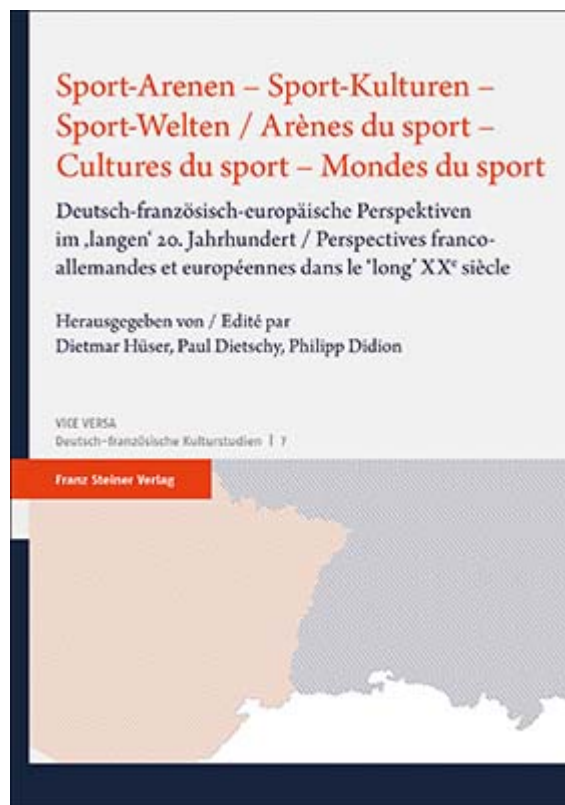 Sport-Arenen – Sport-Kulturen –
Sport-Welten / Arènes du sport –
Cultures du sport – Mondes du sport
Deutsch-französisch-europäische Perspektiven
im ‚langen‘ 20. Jahrhundert / Perspectives franco-
allemandes et européennes dans le ‘long’ XXᵉ siècle
Herausgegeben von / Edité par
Dietmar Hüser, Paul Dietschy, Philipp Didion
VICE VERSA
Deutsch-französische Kulturstudien | 7
Franz Steiner Verlag